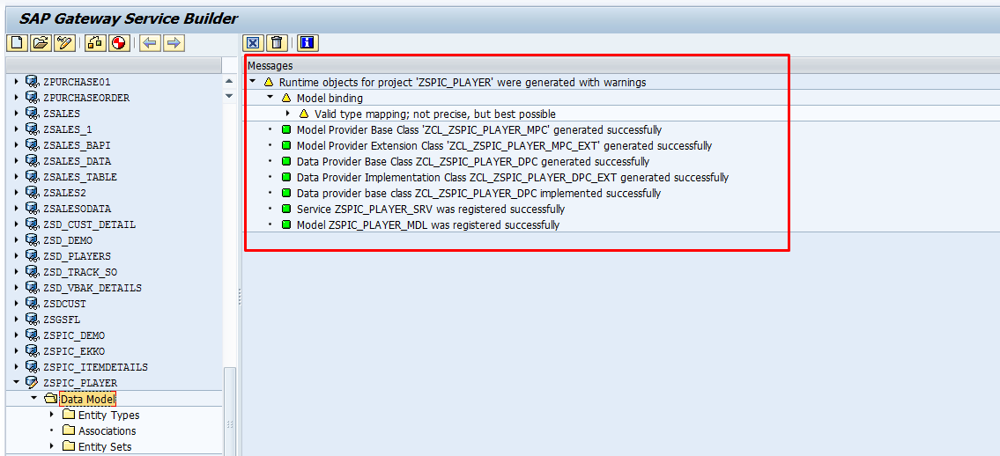 SAP Gateway Service Builder
Messages
ZPURCHASE01
ZPURCHASEORDER
ZSALES
ZSALES_1
ZSALES_BAPI
ZSALES_DATA
ZSALES_TABLE
ZSALES2
ZSALESODATA
ZSD_CUST_DETAIL
ZSD_DEMO
ZSD_PLAYERS
ZSD_TRACK_SO
ZSD_VBAK_DETAILS
ZSDCUST
ZSGSFL
ZSPIC_DEMO
ZSPIC_EKKO
ZSPIC_ITEMDETAILS
ZSPIC_PLAYER
Data Model
Entity Types
Associations
Entity Sets
Runtime objects for project 'ZSPIC_PLAYER' were generated with warnings
Model binding
Valid type mapping; not precise, but best possible
Model Provider Base Class 'ZCL_ZSPIC_PLAYER_MPC' generated successfully
Model Provider Extension Class 'ZCL_ZSPIC_PLAYER_MPC_EXT' generated successfully
Data Provider Base Class ZCL_ZSPIC_PLAYER_DPC generated successfully
Data Provider Implementation Class ZCL_ZSPIC_PLAYER_DPC_EXT generated successfully
Data provider base class ZCL_ZSPIC_PLAYER_DPC implemented successfully
Service ZSPIC_PLAYER_SRV was registered successfully
Model ZSPIC_PLAYER_MDL was registered successfully